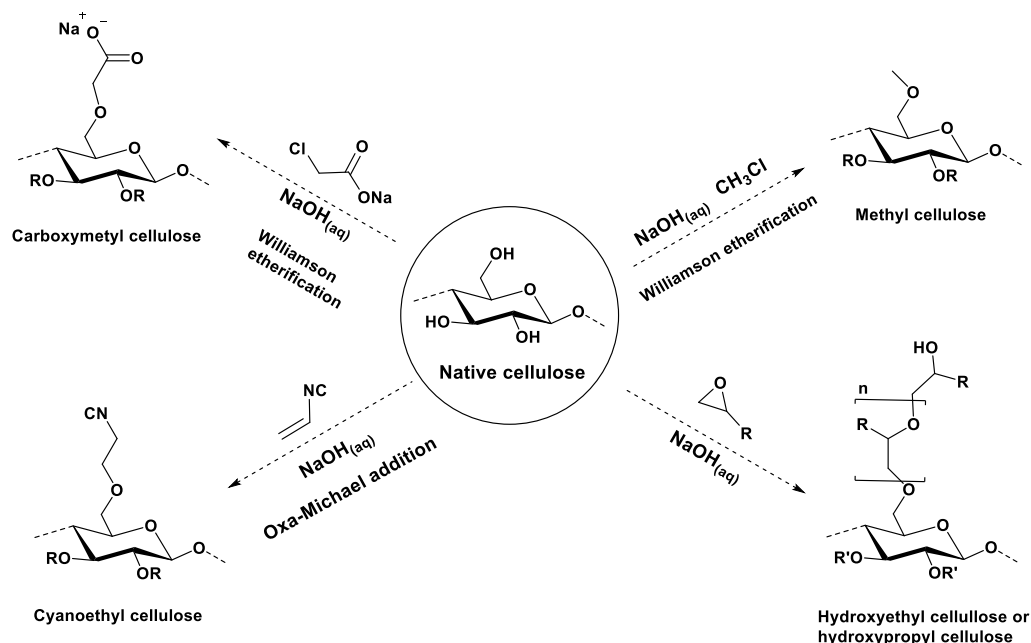 Na+ O-
O
O
O
O
RO
OR
Carboxymetyl cellulose
Cl
O
ONa
NaOH(aq)
Williamson
etherification
O
O
O
RO
OR
Methyl cellulose
NaOH(aq) CH3Cl
Williamson etherification
OH
O
O
HO
OH
Native cellulose
CN
O
O
O
RO
OR
Cyanoethyl cellulose
NC
NaOH(aq)
Oxa-Michael addition
O
R
NaOH(aq)
HO
R
n
R
O
O
O
O
R'O
OR'
Hydroxyethyl cellullose or
hydroxypropyl cellulose